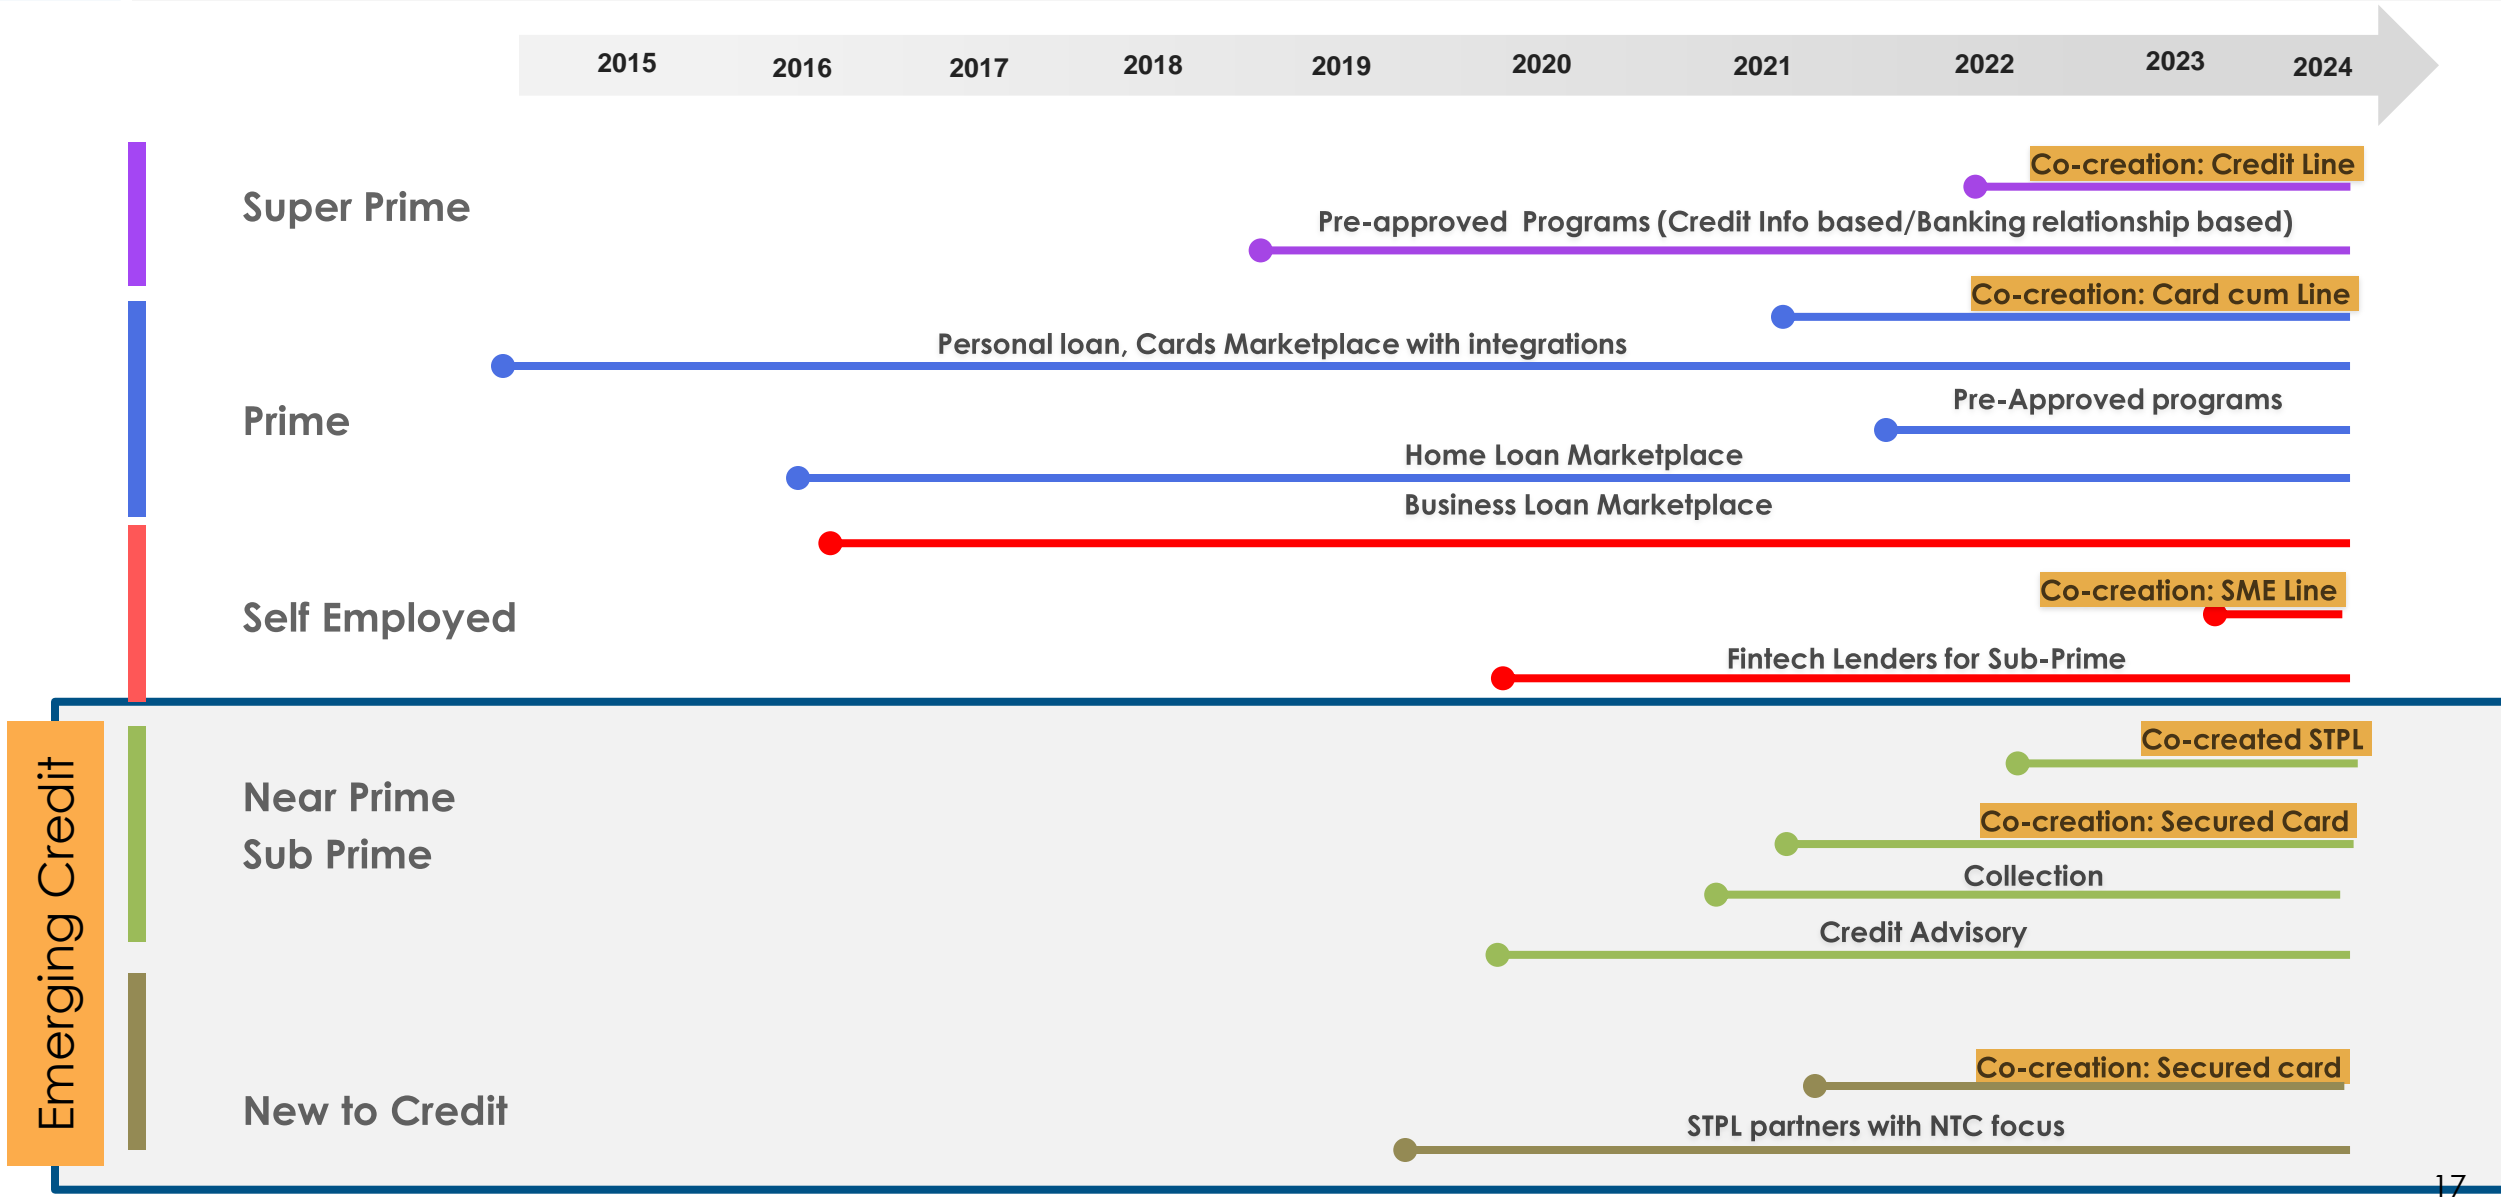 2015 2016 2017 2018 2019 2020 2021 2022 2023 2024
Co-creation: Credit Line
Super Prime
Pre-approved Programs (Credit Info based/Banking relationship based)
Co-creation: Card cum Line
Personal loan, Cards Marketplace with integrations
Pre-Approved programs
Prime
Home Loan Marketplace
Business Loan Marketplace
Co-creation: SME Line
Self Employed
Fintech Lenders for Sub-Prime
Emerging Credit
Co-created STPL
Near Prime
Co-creation: Secured Card
Sub Prime
Collection
Credit Advisory
Co-creation: Secured card
New to Credit
STPL partners with NTC focus
17